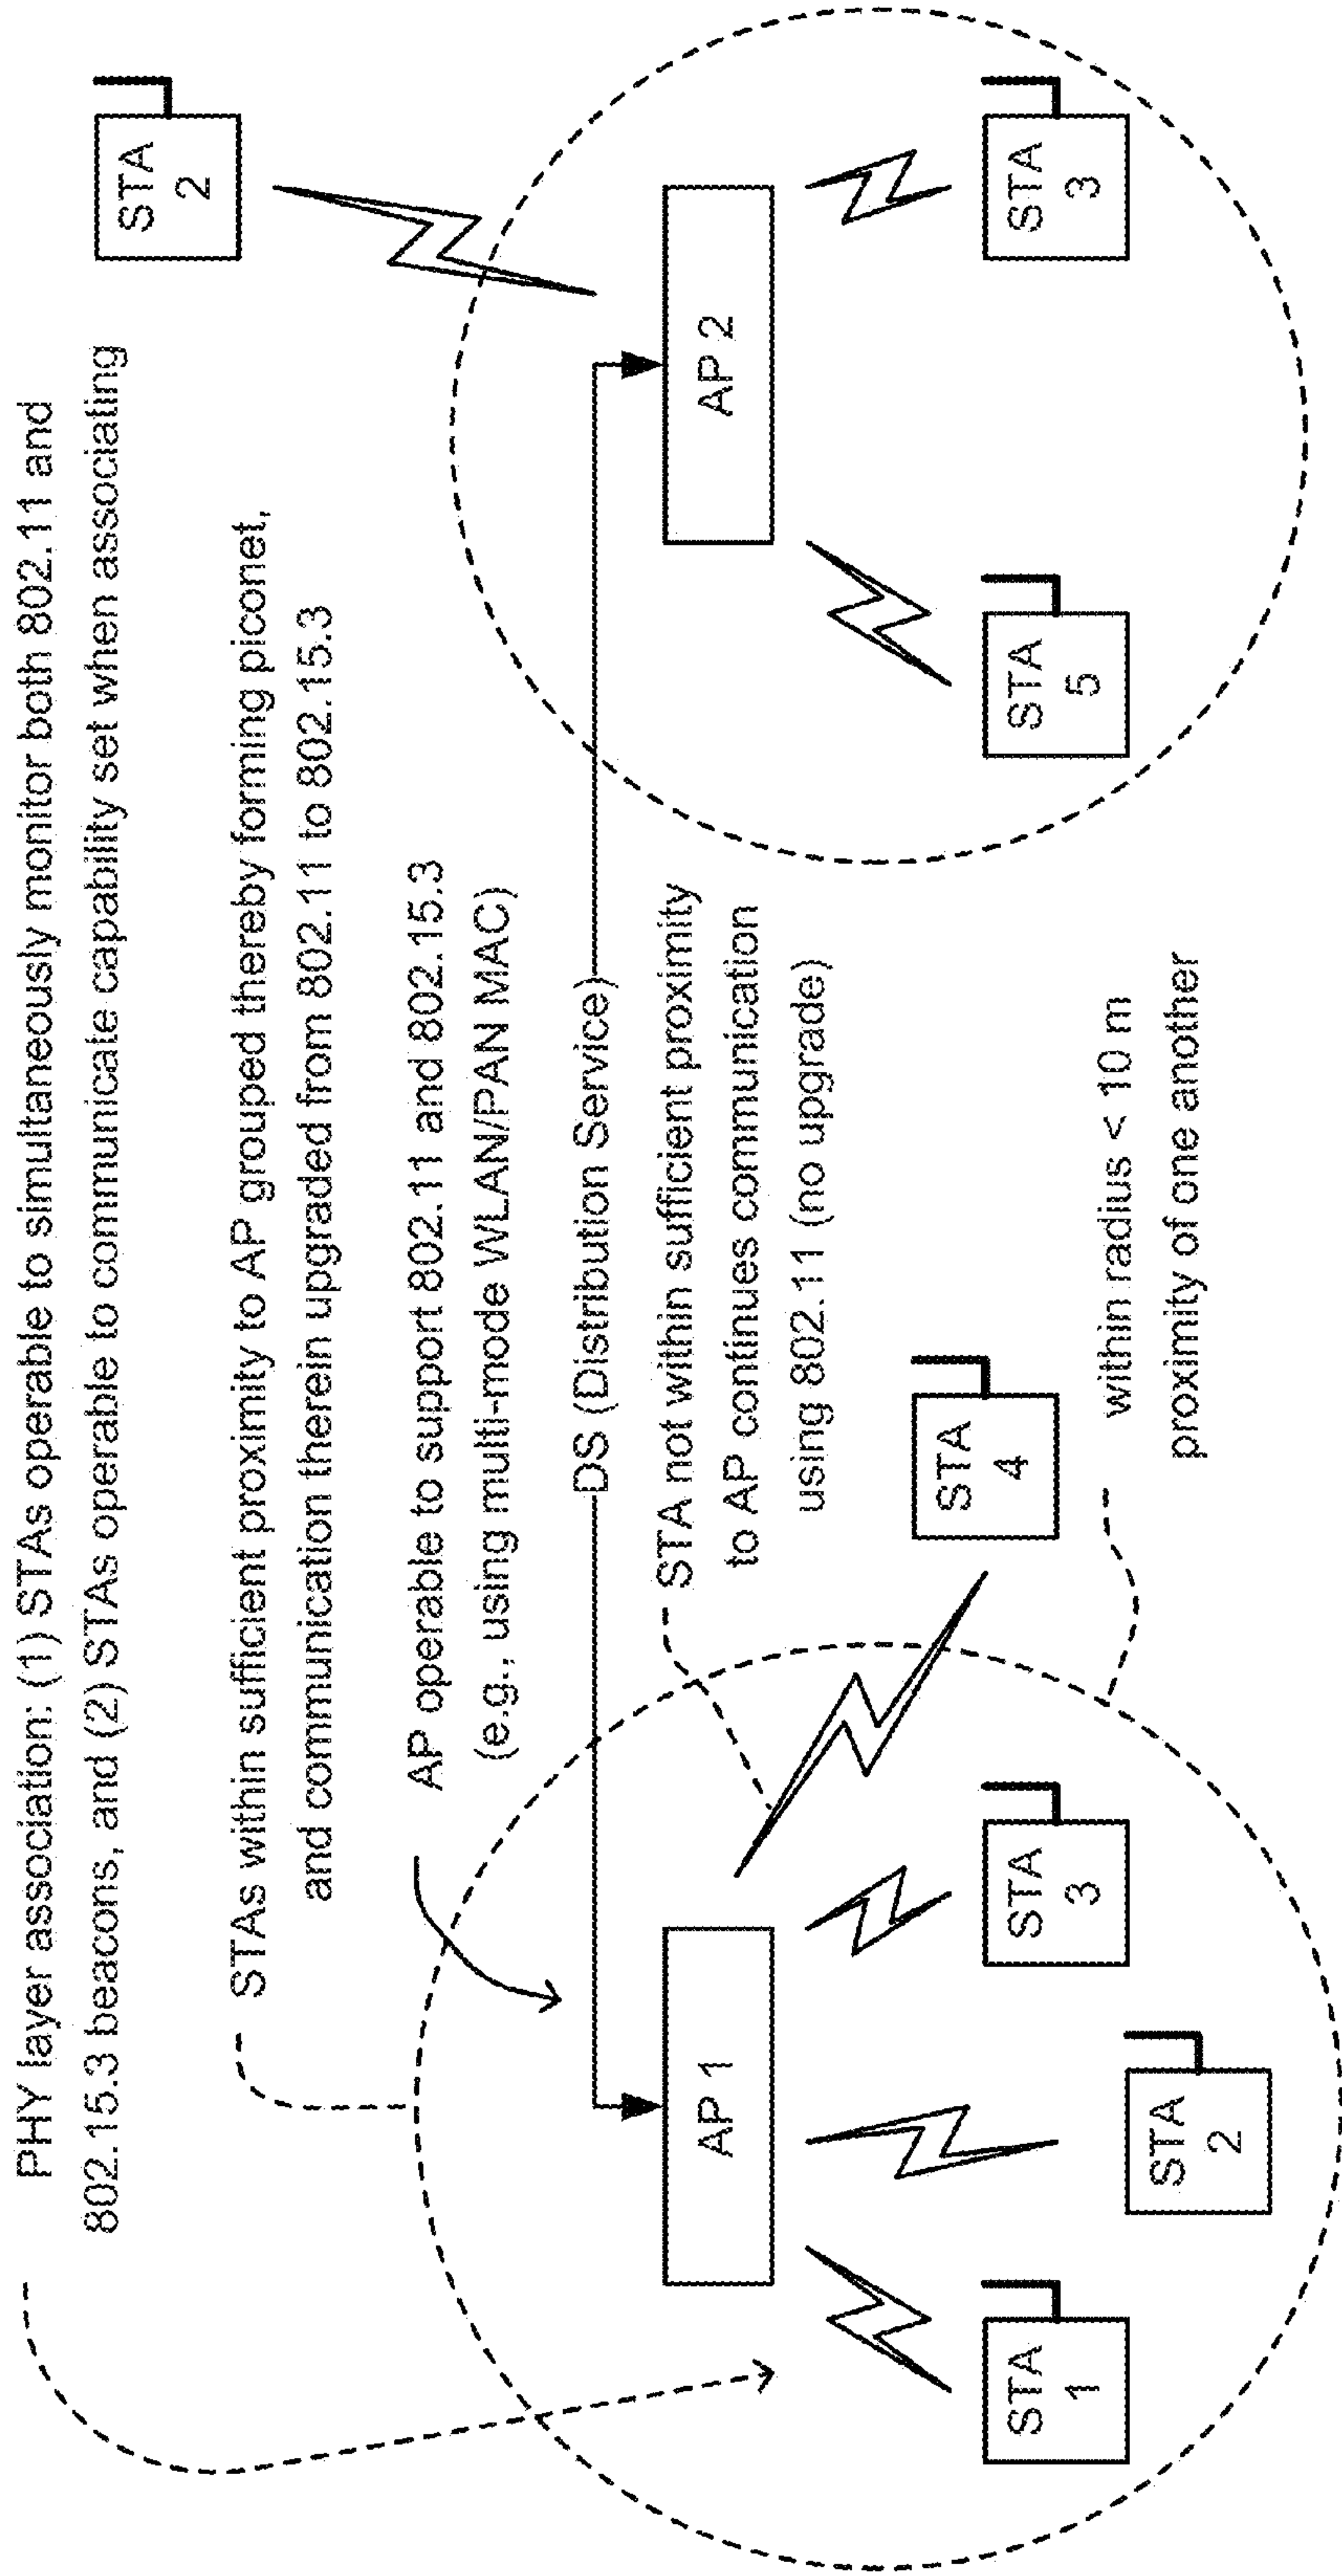 PHY layer association: (1) STAs operable to simultaneously monitor both 802.11 and
802.15.3 beacons, and (2) STAs operable to communicate capability set when associating
STAs within sufficient proximity to AP grouped thereby forming piconet,
and communication therein upgraded from 802.11 to 802.15.3
AP operable to support 802.11 and 802.15.3
(e.g., using multi-mode WLAN/PAN MAC)
DS (Distribution Service)
STA not within sufficient proximity
to AP continues communication
using 802.11 (no upgrade)
within radius < 10 m
proximity of one another
AP 1
STA
1
STA
2
STA
3
STA
4
AP 2
STA
2
STA
5
STA
3